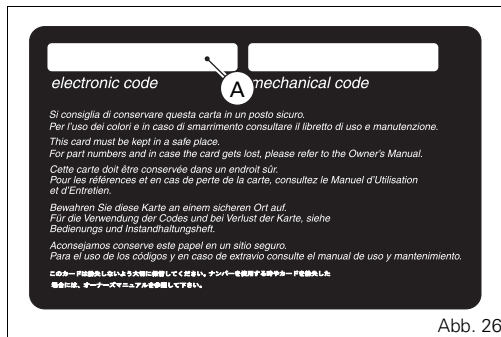 electronic code
A
mechanical code
Si consiglia di conservare questa carta in un posto sicuro.
Per l'uso dei colori e in caso di smarrimento consultare il libretto di uso e manutenzione.
This card must be kept in a safe place.
For part numbers and in case the card gets lost, please refer to the Owner's Manual.
Cette carte doit être conservée dans un endroit sûr.
Pour les références et en cas de perte de la carte, consultez le Manuel d'Utilisation
et d'Entretien.
Bewahren Sie diese Karte an einem sicheren Ort auf.
Für die Verwendung der Codes und bei Verlust der Karte, siehe
Bedienungs und Instandhaltungsheft.
Aconsejamos conserve este papel en un sitio seguro.
Para el uso de los códigos y en caso de extravio consulte el manual de uso y mantenimiento.
このカードは紛失しないよう大切に保管してください。ナンバーを使用する時やカードを紛失した
場合には、オーナーズマニュアルを参照して下さい。
Abb. 26